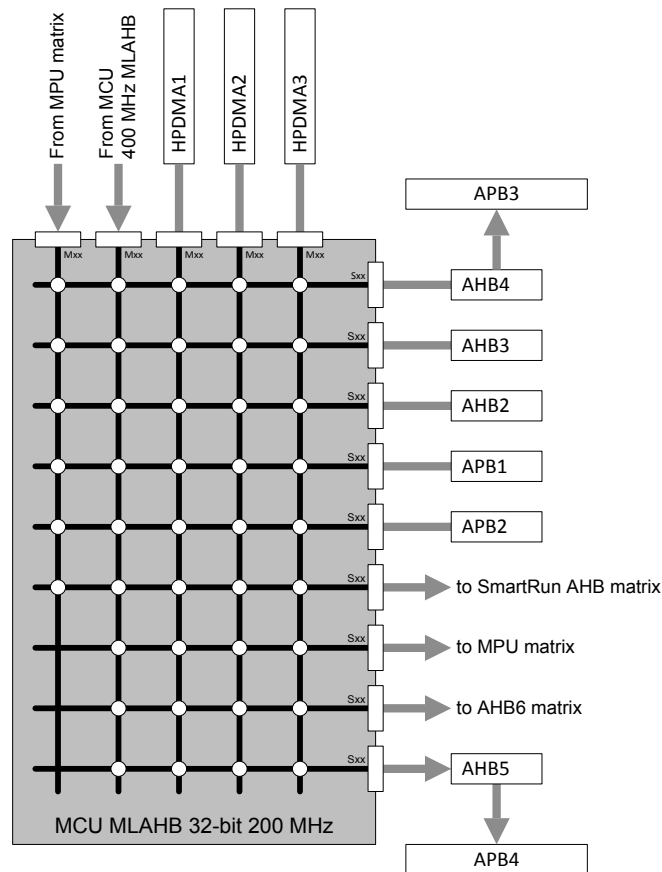 From MPU matrix
From MCU
400 MHz MLAHB
HPDMA1
HPDMA2
HPDMA3
APB3
Mxx
Mxx
Mxx
Mxx
Mxx
Sxx
AHB4
Sxx
AHB3
Sxx
AHB2
Sxx
APB1
Sxx
APB2
Sxx
to SmartRun AHB matrix
Sxx
to MPU matrix
Sxx
to AHB6 matrix
Sxx
AHB5
MCU MLAHB 32-bit 200 MHz
APB4